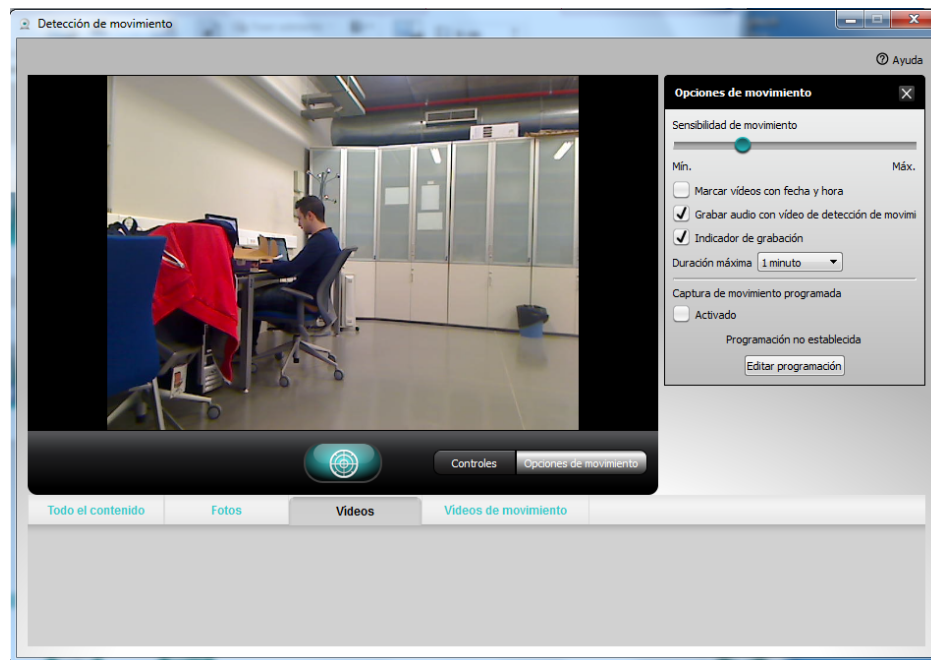 Detección de movimiento
Ayuda
Opciones de movimiento
Sensibilidad de movimiento
Mín. Máx.
Marcar vídeos con fecha y hora
Grabar audio con vídeo de detección de movimi
Indicador de grabación
Duración máxima 1 minuto
Captura de movimiento programada
Activado
Programación no establecida
Editar programación
Controles Opciones de movimiento
Todo el contenido Fotos Videos Videos de movimiento